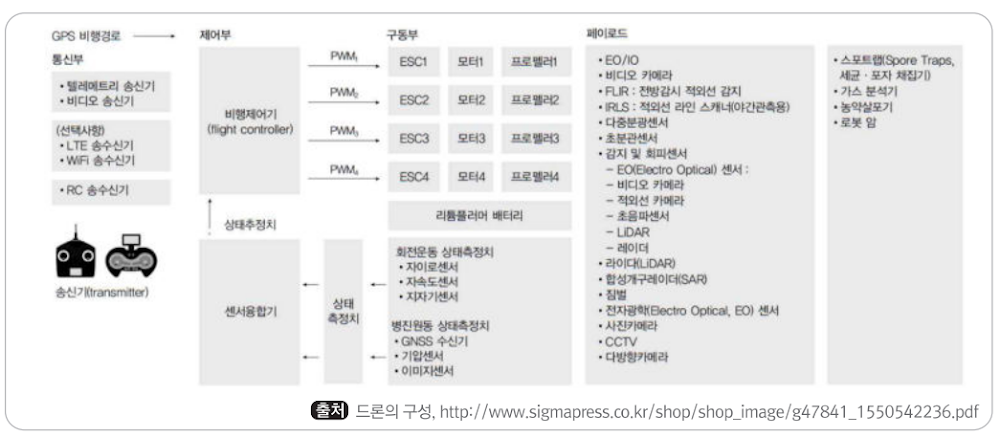 GPS 비행경로
통신부
• 텔레메트리 송신기
• 비디오 송신기
(선택사항)
• LTE 송수신기
• WiFi 송수신기
• RC 송수신기
송신기(transmitter)
제어부
비행제어기
(flight controller)
상태추정치
센서융합기
PWM₁
PWM₂
PWM₃
PWM₄
구동부
ESC1 모터1 프로펠러1
ESC2 모터2 프로펠러2
ESC3 모터3 프로펠러3
ESC4 모터4 프로펠러4
리튬폴러머 배터리
상태
측정치
회전운동 상태측정치
• 자이로센서
• 자속도센서
• 지자기센서
병진원동 상태측정치
• GNSS 수신기
• 기압센서
• 이미지센서
페이로드
• EO/IO
• 비디오 카메라
• FLIR : 전방감시 적외선 감지
• IRLS : 적외선 라인 스캐너(야간관측용)
• 다중분광센서
• 초분관센서
• 감지 및 회피센서
– EO(Electro Optical) 센서 :
– 비디오 카메라
– 적외선 카메라
– 초음파센서
– LiDAR
– 레이더
• 라이다(LiDAR)
• 합성개구레이더(SAR)
• 짐벌
• 전자광학(Electro Optical, EO) 센서
• 사진카메라
• CCTV
• 다방향카메라
• 스포트랩(Spore Traps,
세균 · 포자 채집기)
• 가스 분석기
• 농약살포기
• 로봇 암
출처 드론의 구성, http://www.sigmapress.co.kr/shop/shop_image/g47841_1550542236.pdf